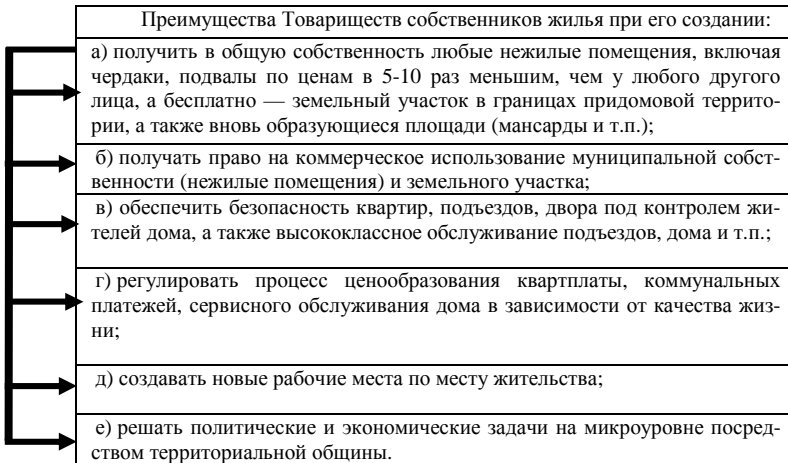 Преимущества Товариществ собственников жилья при его создании:
а) получить в общую собственность любые нежилые помещения, включая
чердаки, подвалы по ценам в 5-10 раз меньшим, чем у любого другого
лица, а бесплатно — земельный участок в границах придомовой террито-
рии, а также вновь образующиеся площади (мансарды и т.п.);
б) получать право на коммерческое использование муниципальной собст-
венности (нежилые помещения) и земельного участка;
в) обеспечить безопасность квартир, подъездов, двора под контролем жи-
телей дома, а также высококлассное обслуживание подъездов, дома и т.п.;
г) регулировать процесс ценообразования квартплаты, коммунальных
платежей, сервисного обслуживания дома в зависимости от качества жиз-
ни;
д) создавать новые рабочие места по месту жительства;
е) решать политические и экономические задачи на микроуровне посред-
ством территориальной общины.